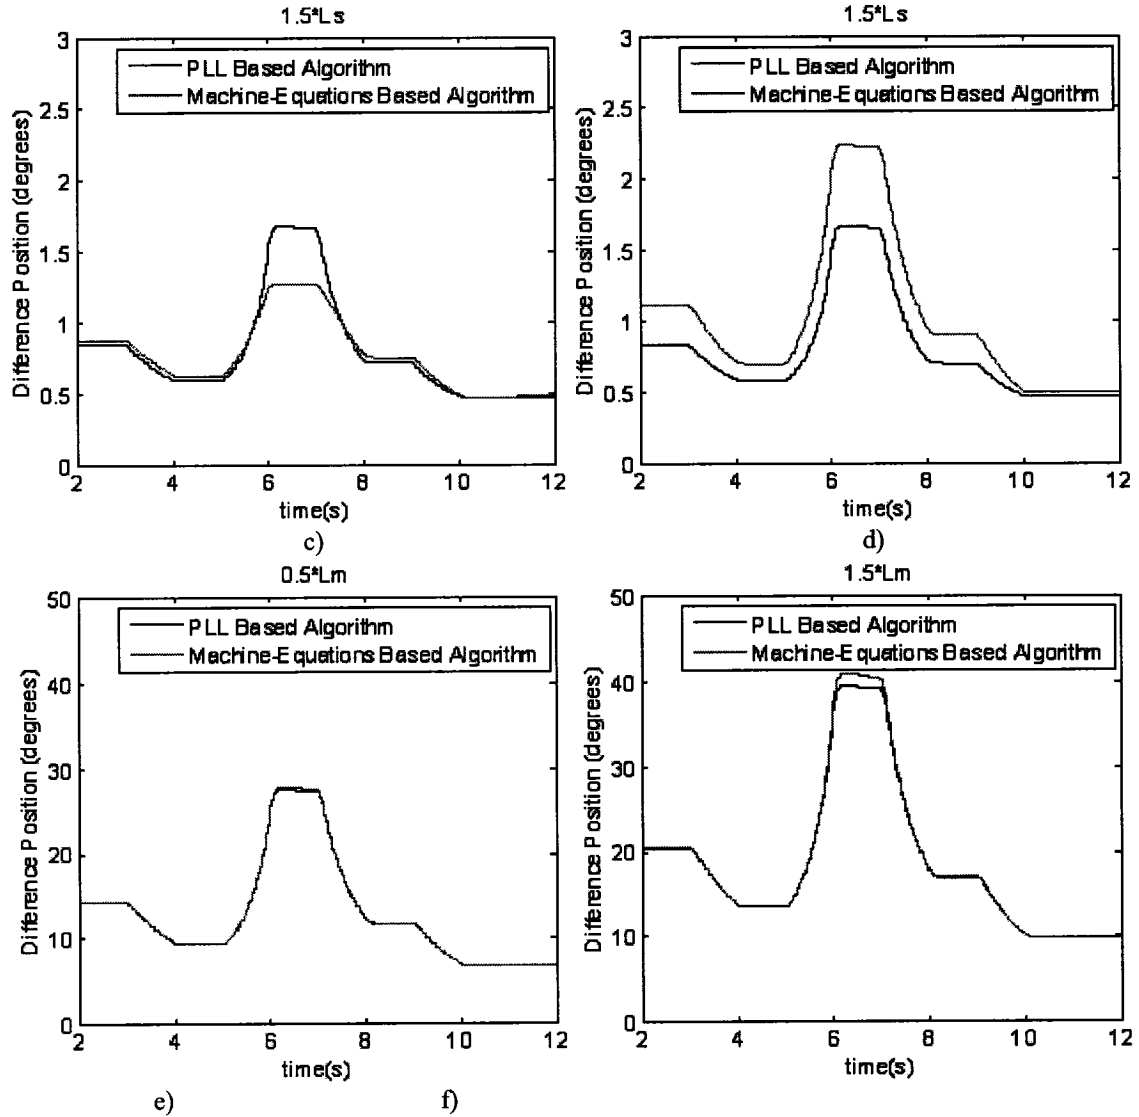 1.5*Ls
3
2.5
2
1.5
1
0.5
0
2 4 6 8 10 12
PLL Based Algorithm
Machine-Equations Based Algorithm
Difference Position (degrees)
time(s)
c)
1.5*Ls
3
2.5
2
1.5
1
0.5
0
2 4 6 8 10 12
PLL Based Algorithm
Machine-Equations Based Algorithm
Difference Position (degrees)
time(s)
d)
0.5*Lm
50
40
30
20
10
0
2 4 6 8 10 12
PLL Based Algorithm
Machine-Equations Based Algorithm
Difference Position (degrees)
time(s)
e)
1.5*Lm
50
40
30
20
10
0
2 4 6 8 10 12
PLL Based Algorithm
Machine-Equations Based Algorithm
Difference Position (degrees)
time(s)
f)